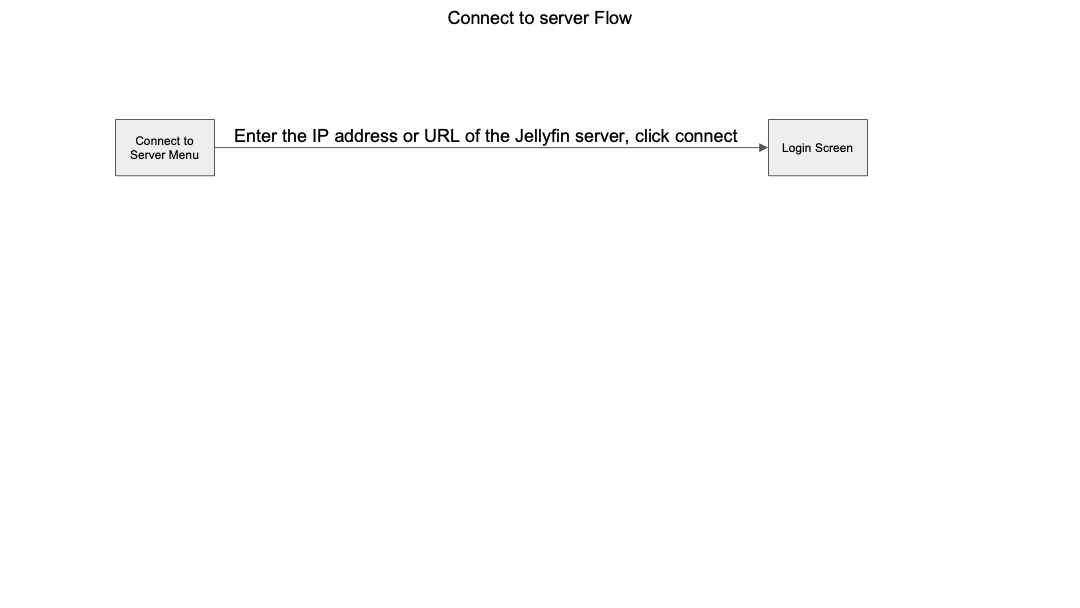 Connect to server Flow
Enter the IP address or URL of the Jellyfin server, click connect
Connect to
Server Menu
Login Screen